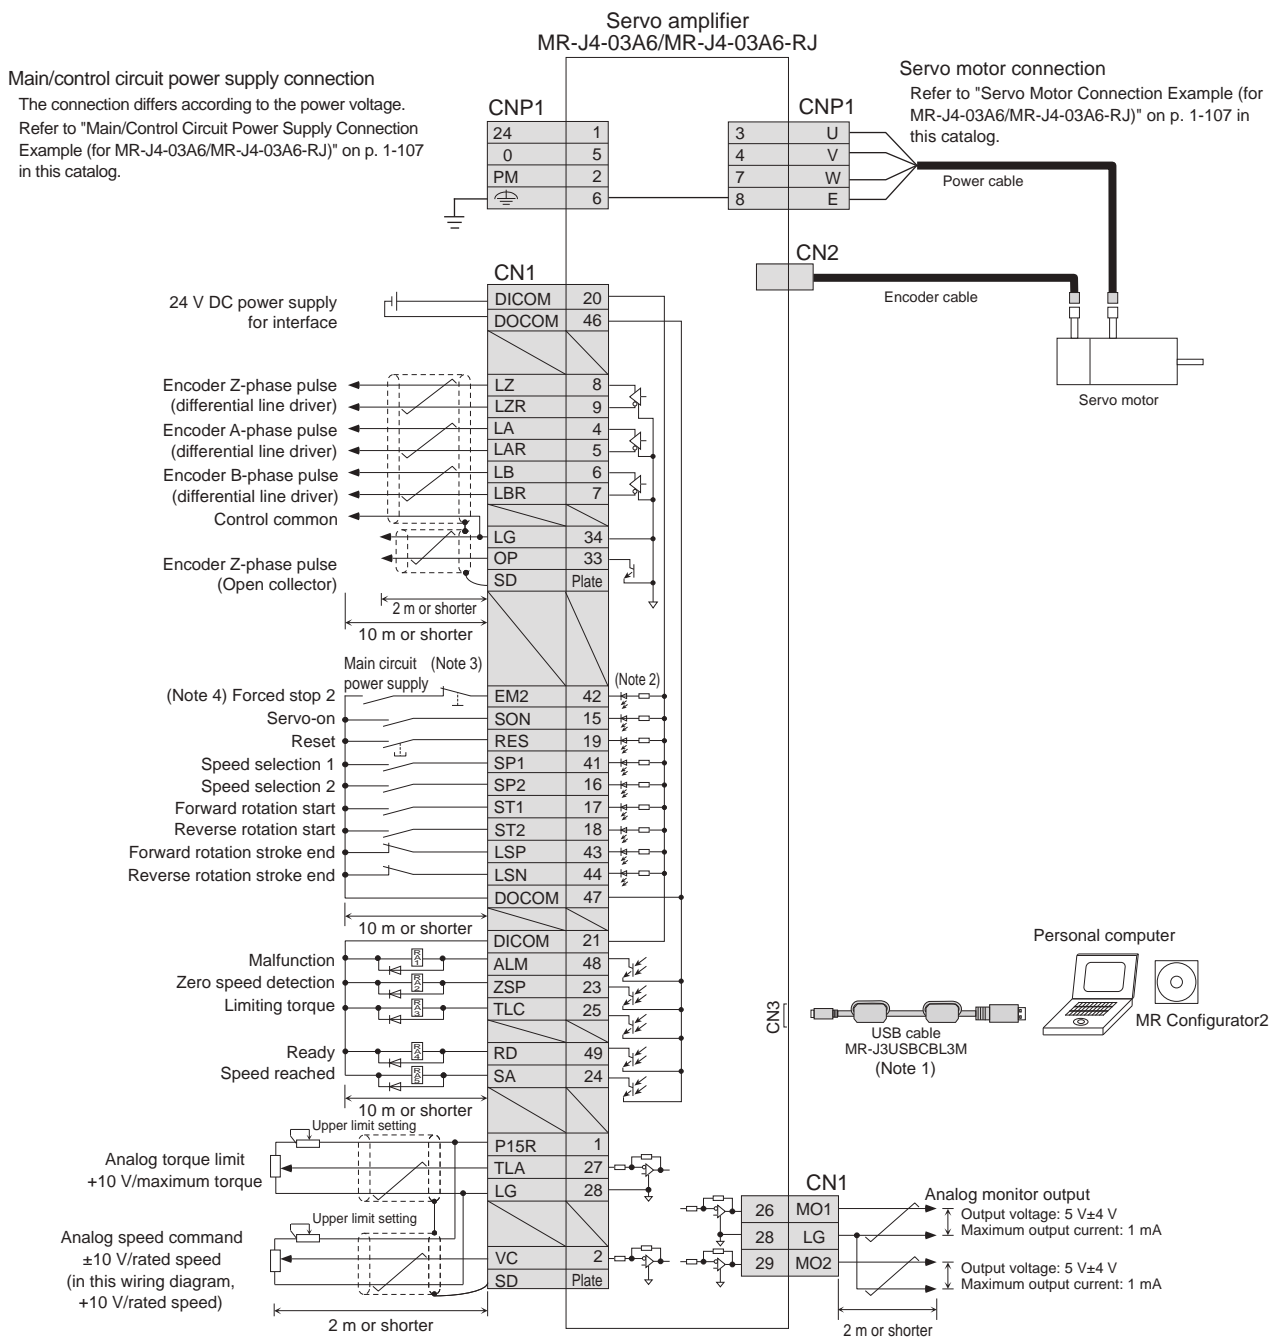 Servo amplifier
MR-J4-03A6/MR-J4-03A6-RJ
Main/control circuit power supply connection
The connection differs according to the power voltage.
Refer to "Main/Control Circuit Power Supply Connection
Example (for MR-J4-03A6/MR-J4-03A6-RJ)" on p. 1-107
in this catalog.
Servo motor connection
Refer to "Servo Motor Connection Example (for
MR-J4-03A6/MR-J4-03A6-RJ)" on p. 1-107 in
this catalog.
CNP1
24 1
0 5
PM 2
6
CNP1
3 U
4 V
7 W
8 E
Power cable
CN2
Encoder cable
Servo motor
CN1
24 V DC power supply
for interface
DICOM 20
DOCOM 46
Encoder Z-phase pulse
(differential line driver)
LZ 8
LZR 9
Encoder A-phase pulse
(differential line driver)
LA 4
LAR 5
Encoder B-phase pulse
(differential line driver)
LB 6
LBR 7
Control common
LG 34
Encoder Z-phase pulse
(Open collector)
OP 33
SD Plate
2 m or shorter
10 m or shorter
Main circuit
power supply
(Note 3)
(Note 2)
(Note 4) Forced stop 2 EM2 42
Servo-on SON 15
Reset RES 19
Speed selection 1 SP1 41
Speed selection 2 SP2 16
Forward rotation start ST1 17
Reverse rotation start ST2 18
Forward rotation stroke end LSP 43
Reverse rotation stroke end LSN 44
DOCOM 47
10 m or shorter
DICOM 21
Malfunction RA1 ALM 48
Zero speed detection RA2 ZSP 23
Limiting torque RA3 TLC 25
Ready RA4 RD 49
Speed reached RA5 SA 24
10 m or shorter
Upper limit setting
Analog torque limit
+10 V/maximum torque
P15R 1
TLA 27
LG 28
Upper limit setting
Analog speed command
±10 V/rated speed
(in this wiring diagram,
+10 V/rated speed)
VC 2
SD Plate
2 m or shorter
CN3
USB cable
MR-J3USBCBL3M
(Note 1)
Personal computer
MR Configurator2
CN1
26 MO1
28 LG
29 MO2
Analog monitor output
Output voltage: 5 V±4 V
Maximum output current: 1 mA
Output voltage: 5 V±4 V
Maximum output current: 1 mA
2 m or shorter